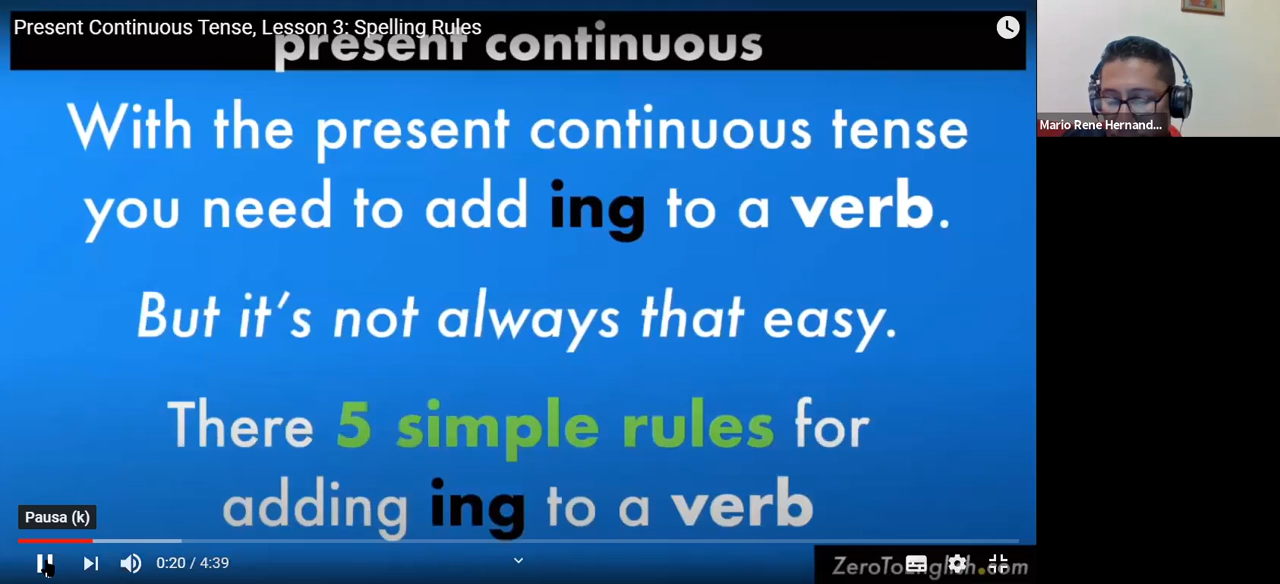 Present Continuous Tense, Lesson 3: Spelling Rules
present continuous
Mario Rene Hernand...
With the present continuous tense
you need to add ing to a verb.
But it's not always that easy.
There 5 simple rules for
adding ing to a verb
Pausa (k)
0:20 / 4:39
ZeroToEnglish.com